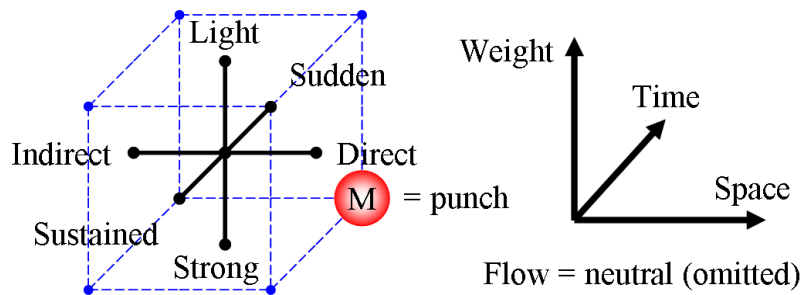 Light
Sudden
Indirect
Direct
M = punch
Sustained
Strong
Weight
Time
Space
Flow = neutral (omitted)